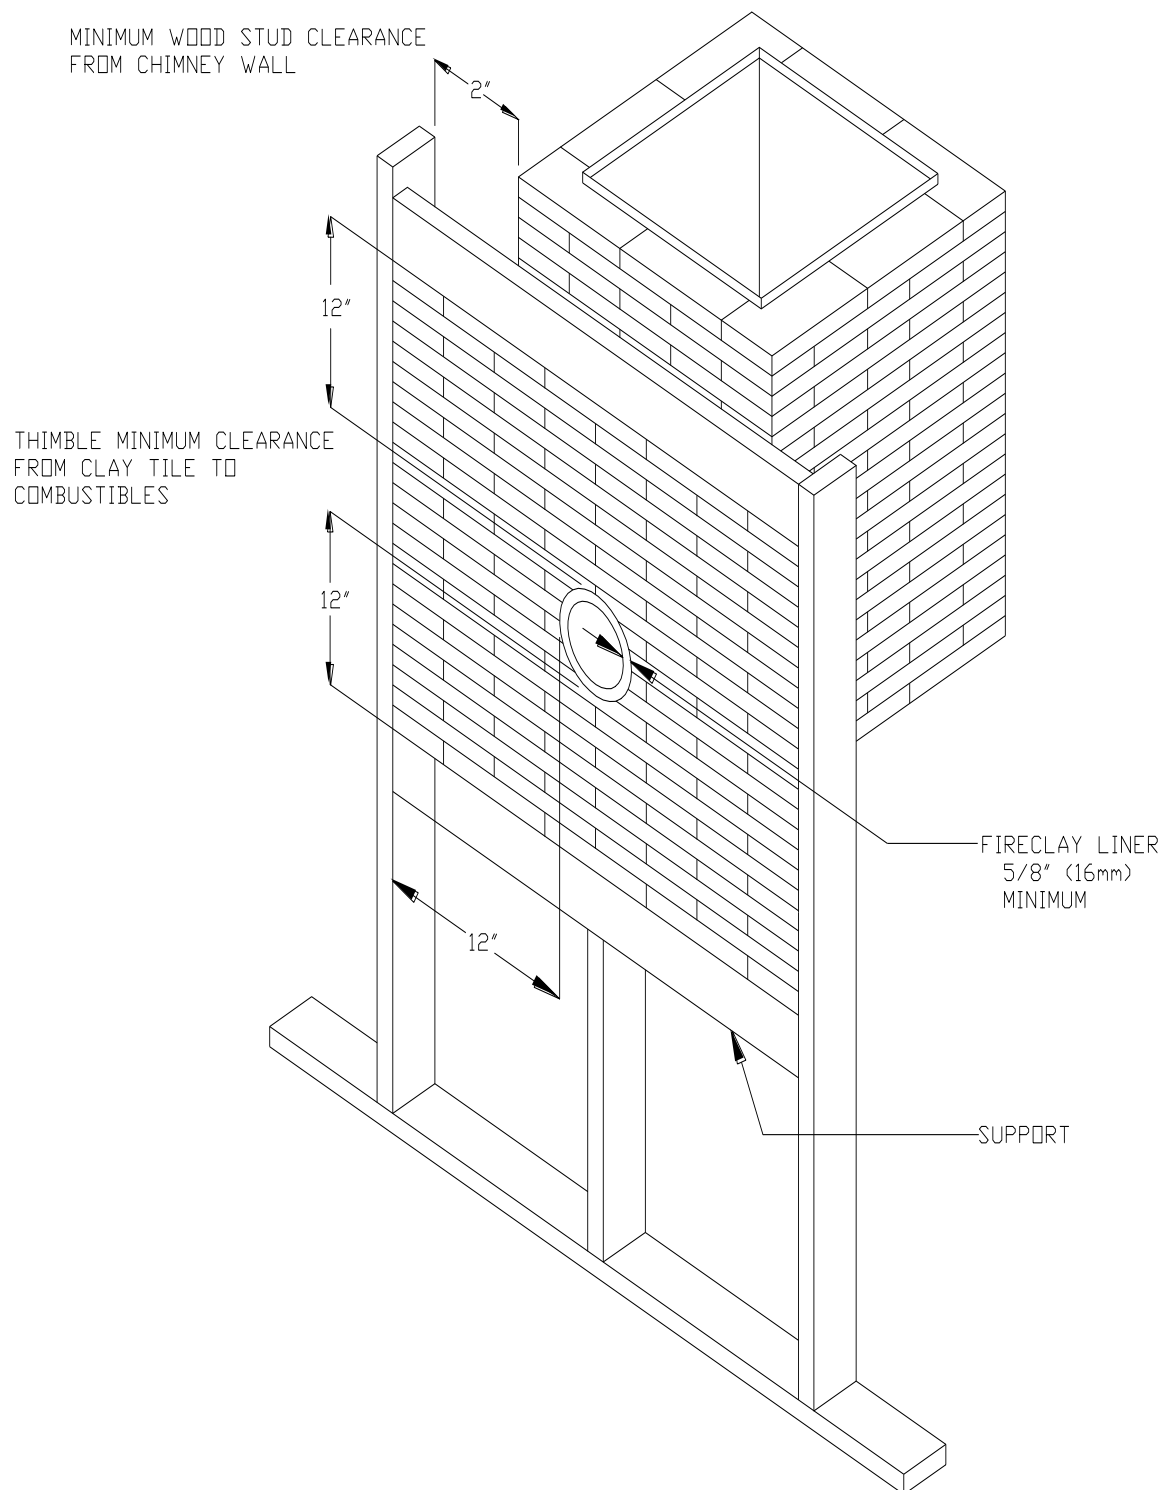 MINIMUM WOOD STUD CLEARANCE
FROM CHIMNEY WALL
2"
12"
THIMBLE MINIMUM CLEARANCE
FROM CLAY TILE TO
COMBUSTIBLES
12"
FIRECLAY LINER
5/8" (16mm)
MINIMUM
12"
SUPPORT